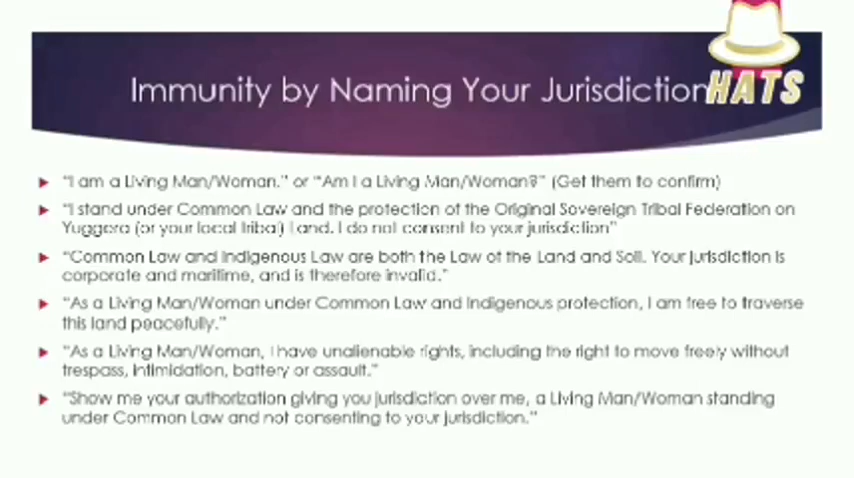 Immunity by Naming Your Jurisdiction
HATS
"I am a Living Man/Woman." or "Am I a Living Man/Woman?" (Get them to confirm)
"I stand under Common Law and the protection of the Original Sovereign Tribal Federation on
Yuggera (or your local tribal) Land. I do not consent to your jurisdiction"
"Common Law and Indigenous Law are both the Law of the Land and Soil. Your jurisdiction is
corporate and maritime, and is therefore invalid."
"As a Living Man/Woman under Common Law and Indigenous protection, I am free to traverse
this land peacefully."
"As a Living Man/Woman, I have unalienable rights, including the right to move freely without
trespass, intimidation, battery or assault."
"Show me your authorization giving you jurisdiction over me, a Living Man/Woman standing
under Common Law and not consenting to your jurisdiction."